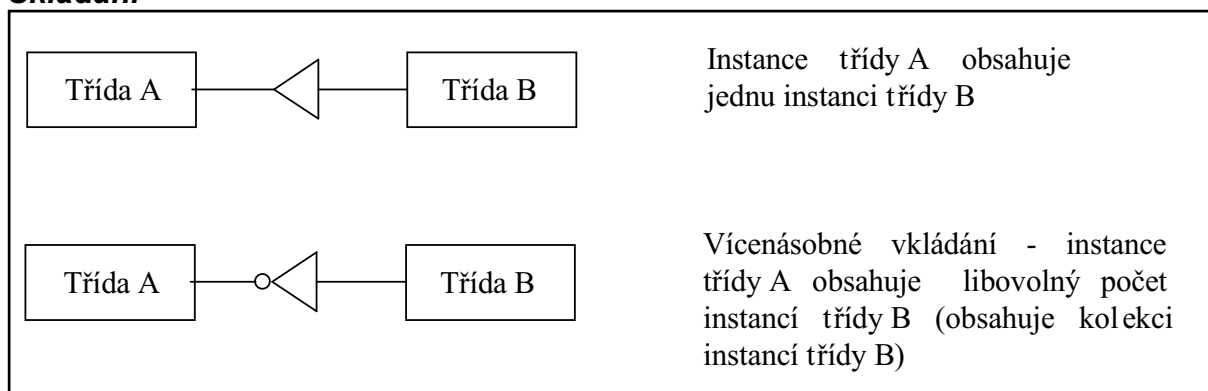 Skládání
Třída A
Třída B
Instance třídy A obsahuje
jednu instanci třídy B
Třída A
Třída B
Vícenásobné vkládání - instance
třídy A obsahuje libovolný počet
instancí třídy B (obsahuje kolekci
instancí třídy B)